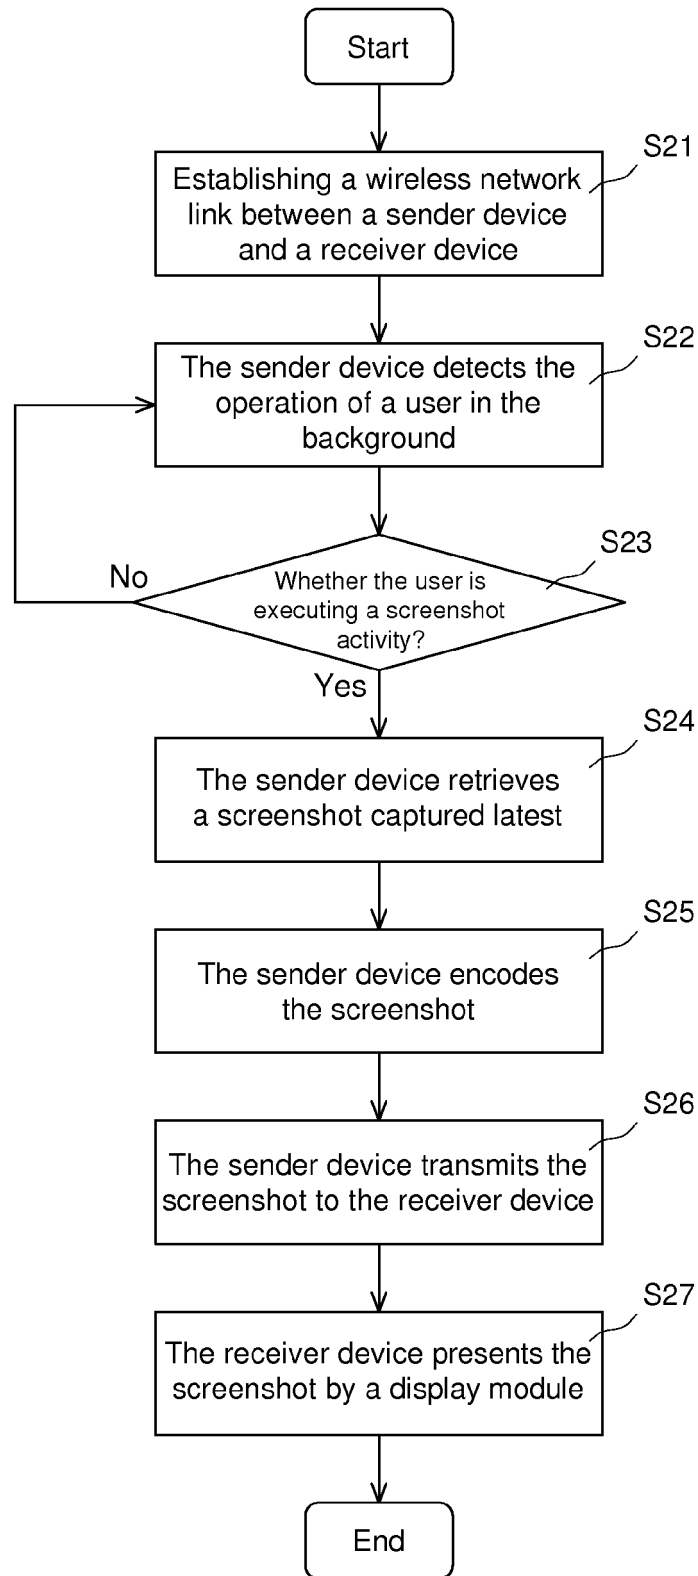 Start
S21
Establishing a wireless network
link between a sender device
and a receiver device
S22
The sender device detects the
operation of a user in the
background
S23
No
Whether the user is
executing a screenshot
activity?
Yes
S24
The sender device retrieves
a screenshot captured latest
S25
The sender device encodes
the screenshot
S26
The sender device transmits the
screenshot to the receiver device
S27
The receiver device presents the
screenshot by a display module
End